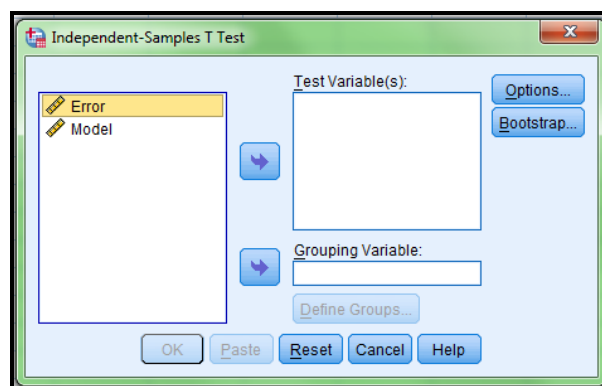 Independent-Samples T Test
Test Variable(s):
Error
Model
Options...
Bootstrap...
Grouping Variable:
Define Groups...
OK Paste Reset Cancel Help